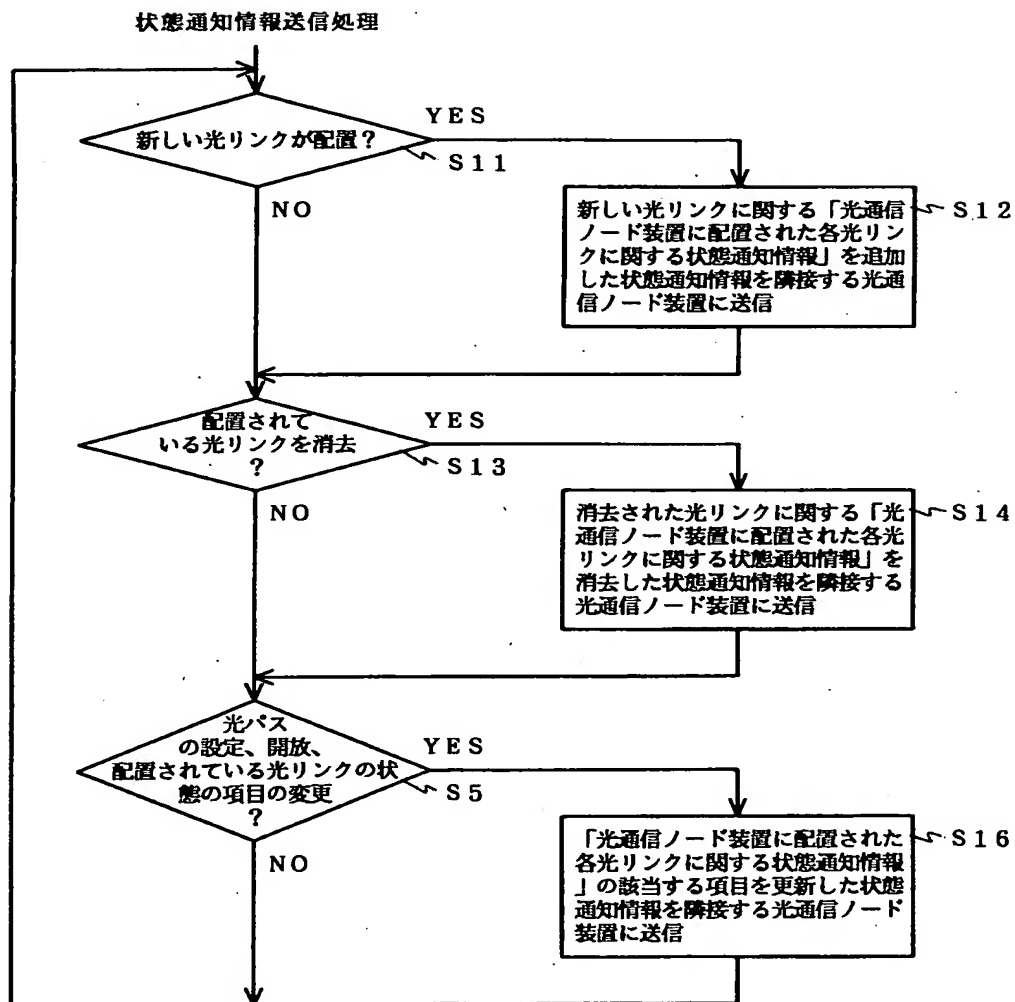 状態通知情報送信処理
新しい光リンクが配置?
YES
S11
NO
新しい光リンクに関する「光通信
ノード装置に配置された各光リン
クに関する状態通知情報」を追加
した状態通知情報を隣接する光通
信ノード装置に送信
S12
配置されて
いる光リンクを消去
?
YES
S13
NO
消去された光リンクに関する「光
通信ノード装置に配置された各光
リンクに関する状態通知情報」を
消去した状態通知情報を隣接する
光通信ノード装置に送信
S14
光パス
の設定、開放、
配置されている光リンクの状
態の項目の変更
?
YES
S5
NO
「光通信ノード装置に配置された
各光リンクに関する状態通知情報
」の該当する項目を更新した状態
通知情報を隣接する光通信ノード
装置に送信
S16